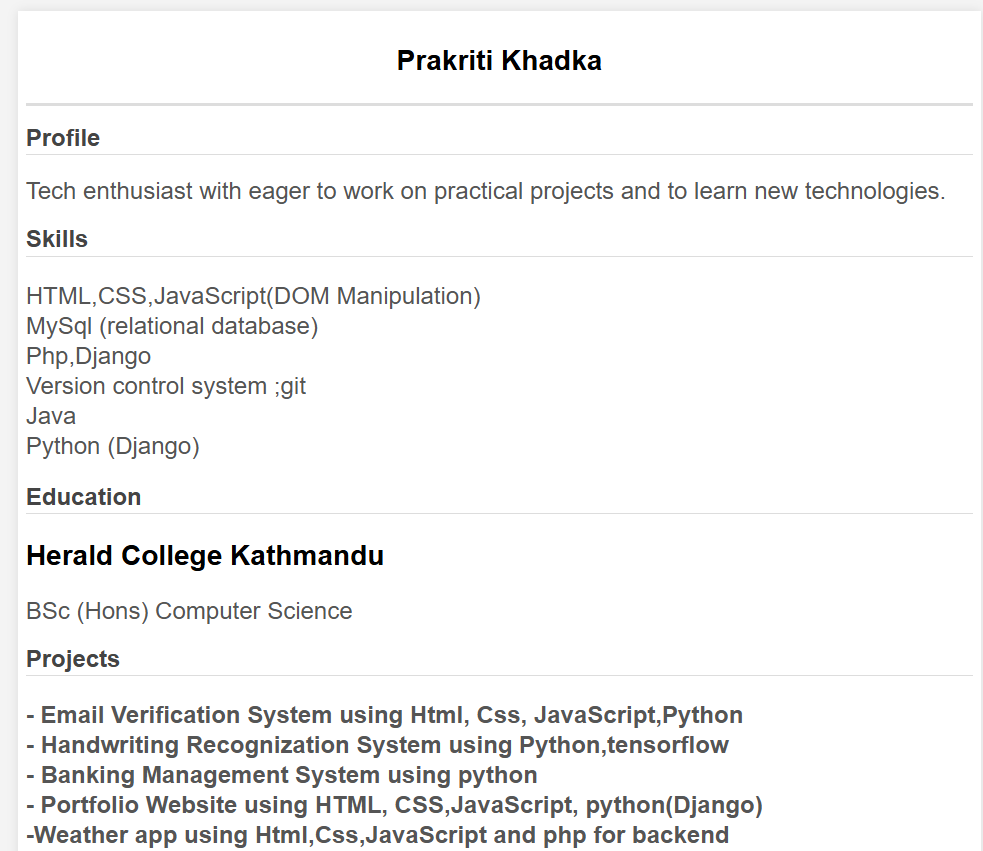 Prakriti Khadka
Profile
Tech enthusiast with eager to work on practical projects and to learn new technologies.
Skills
HTML,CSS,JavaScript(DOM Manipulation)
MySql (relational database)
Php,Django
Version control system ;git
Java
Python (Django)
Education
Herald College Kathmandu
BSc (Hons) Computer Science
Projects
- Email Verification System using Html, Css, JavaScript,Python
- Handwriting Recognization System using Python,tensorflow
- Banking Management System using python
- Portfolio Website using HTML, CSS,JavaScript, python(Django)
-Weather app using Html,Css,JavaScript and php for backend